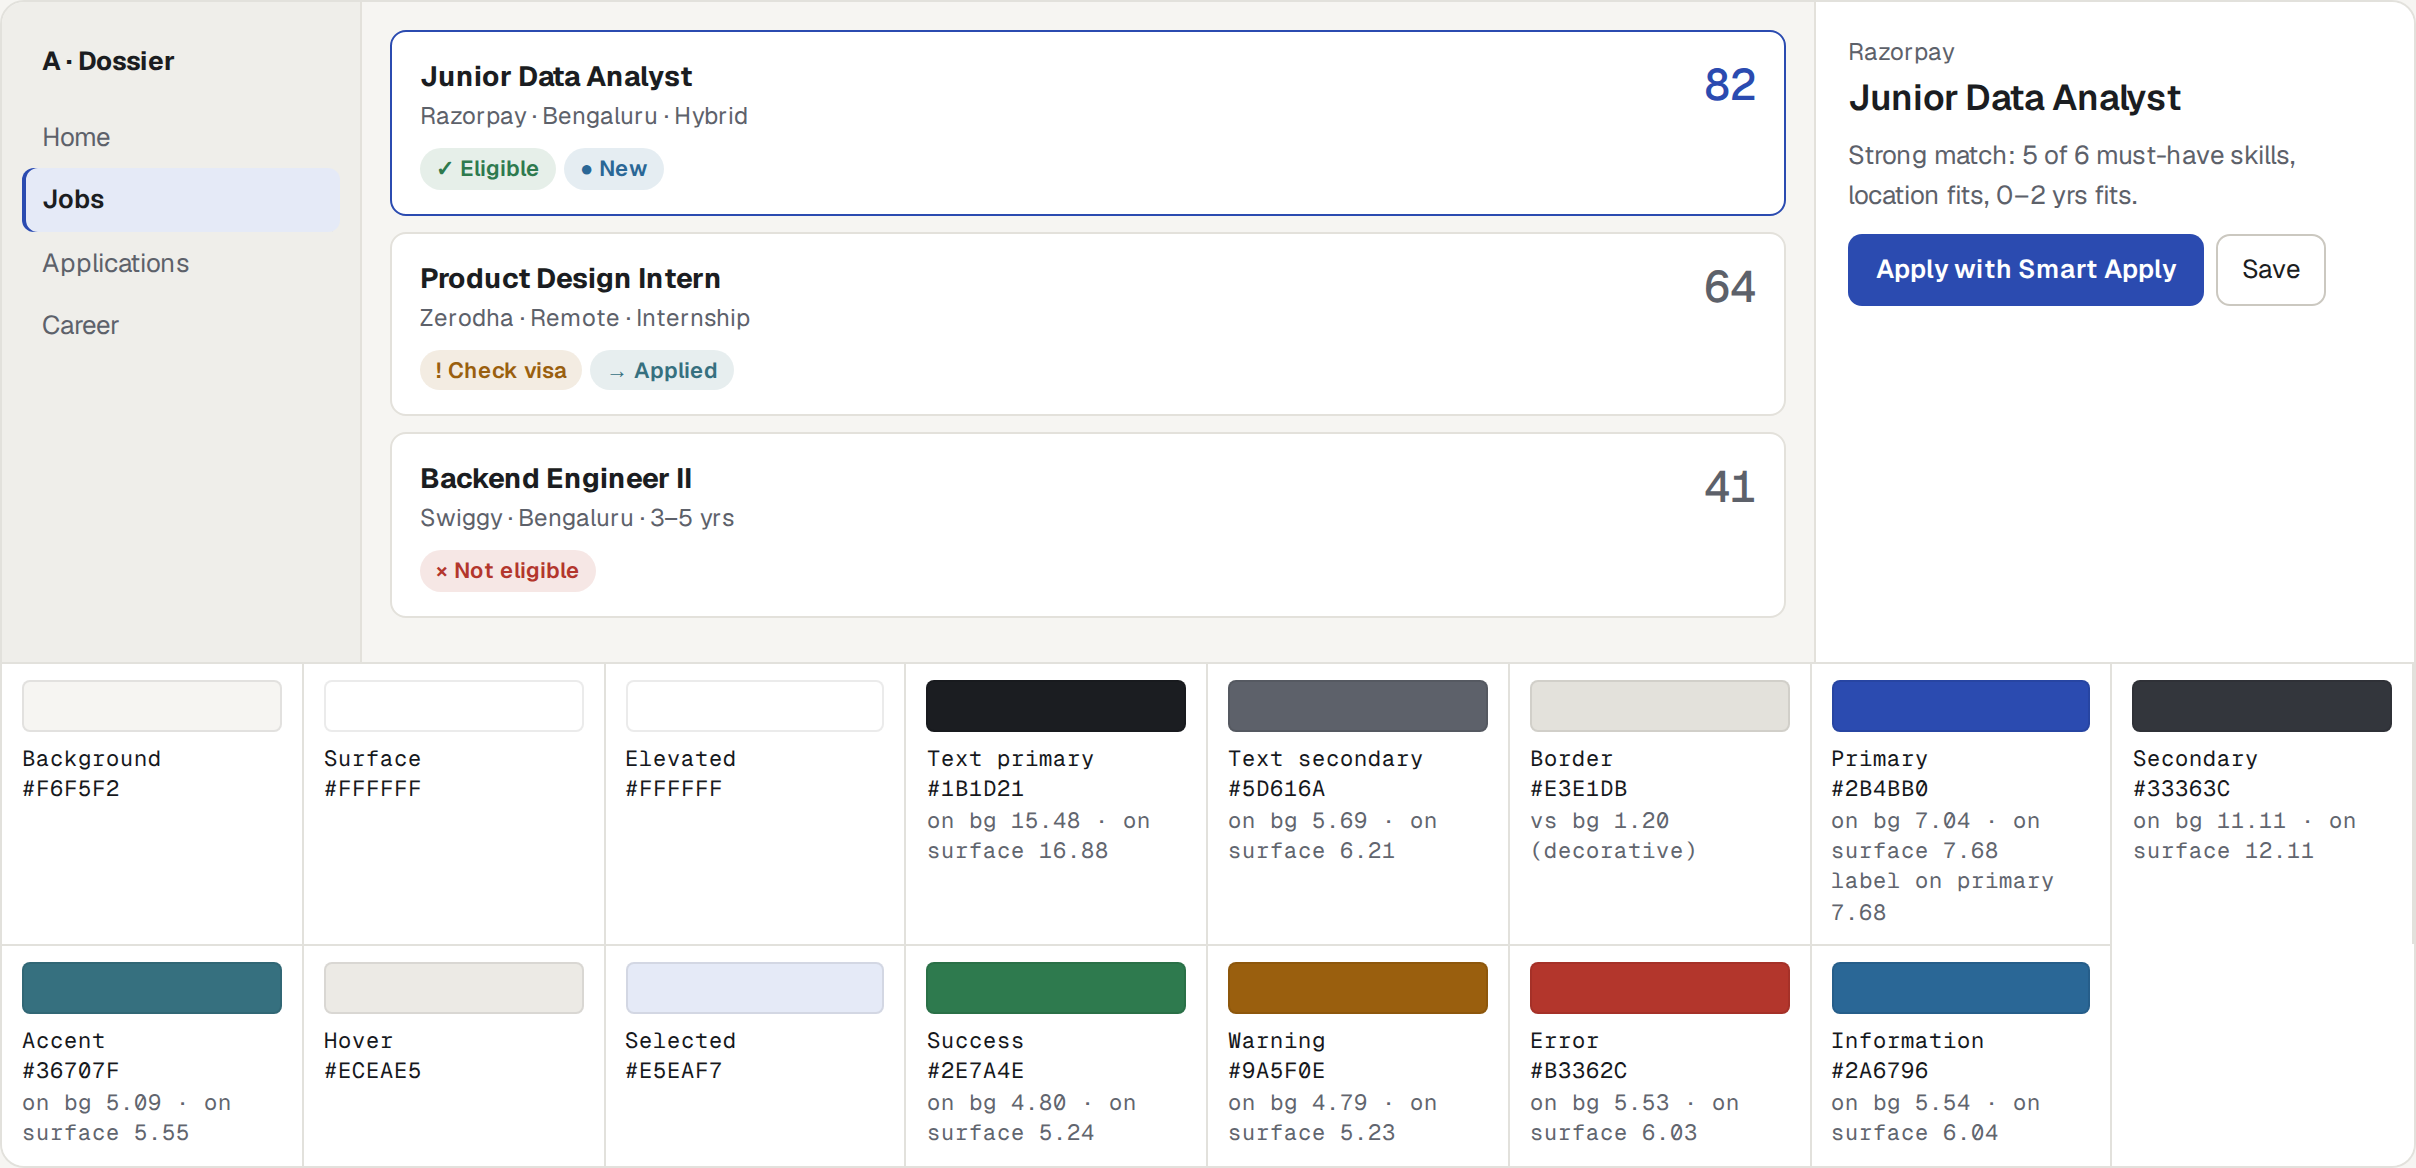 A · Dossier
Home
Jobs
Applications
Career
Junior Data Analyst
82
Razorpay · Bengaluru · Hybrid
✓ Eligible
● New
Product Design Intern
64
Zerodha · Remote · Internship
! Check visa
→ Applied
Backend Engineer II
41
Swiggy · Bengaluru · 3–5 yrs
× Not eligible
Razorpay
Junior Data Analyst
Strong match: 5 of 6 must-have skills,
location fits, 0–2 yrs fits.
Apply with Smart Apply
Save
Background
#F6F5F2
Surface
#FFFFFF
Elevated
#FFFFFF
Text primary
#1B1D21
on bg 15.48 · on
surface 16.88
Text secondary
#5D616A
on bg 5.69 · on
surface 6.21
Border
#E3E1DB
vs bg 1.20
(decorative)
Primary
#2B4BB0
on bg 7.04 · on
surface 7.68
label on primary
7.68
Secondary
#33363C
on bg 11.11 · on
surface 12.11
Accent
#36707F
on bg 5.09 · on
surface 5.55
Hover
#ECEAE5
Selected
#E5EAF7
Success
#2E7A4E
on bg 4.80 · on
surface 5.24
Warning
#9A5F0E
on bg 4.79 · on
surface 5.23
Error
#B3362C
on bg 5.53 · on
surface 6.03
Information
#2A6796
on bg 5.54 · on
surface 6.04